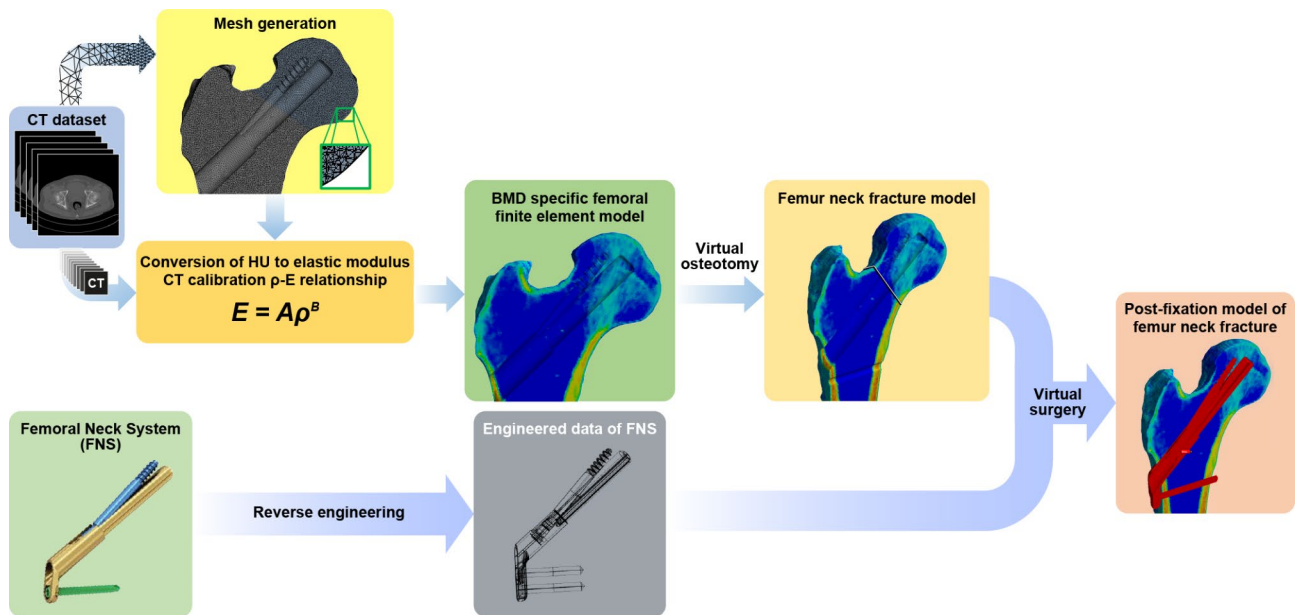 Mesh generation
CT dataset
CT
Conversion of HU to elastic modulus
CT calibration ρ-E relationship
E = Aρᴮ
BMD specific femoral
finite element model
Virtual
osteotomy
Femur neck fracture model
Femoral Neck System
(FNS)
Reverse engineering
Engineered data of FNS
Virtual
surgery
Post-fixation model of
femur neck fracture